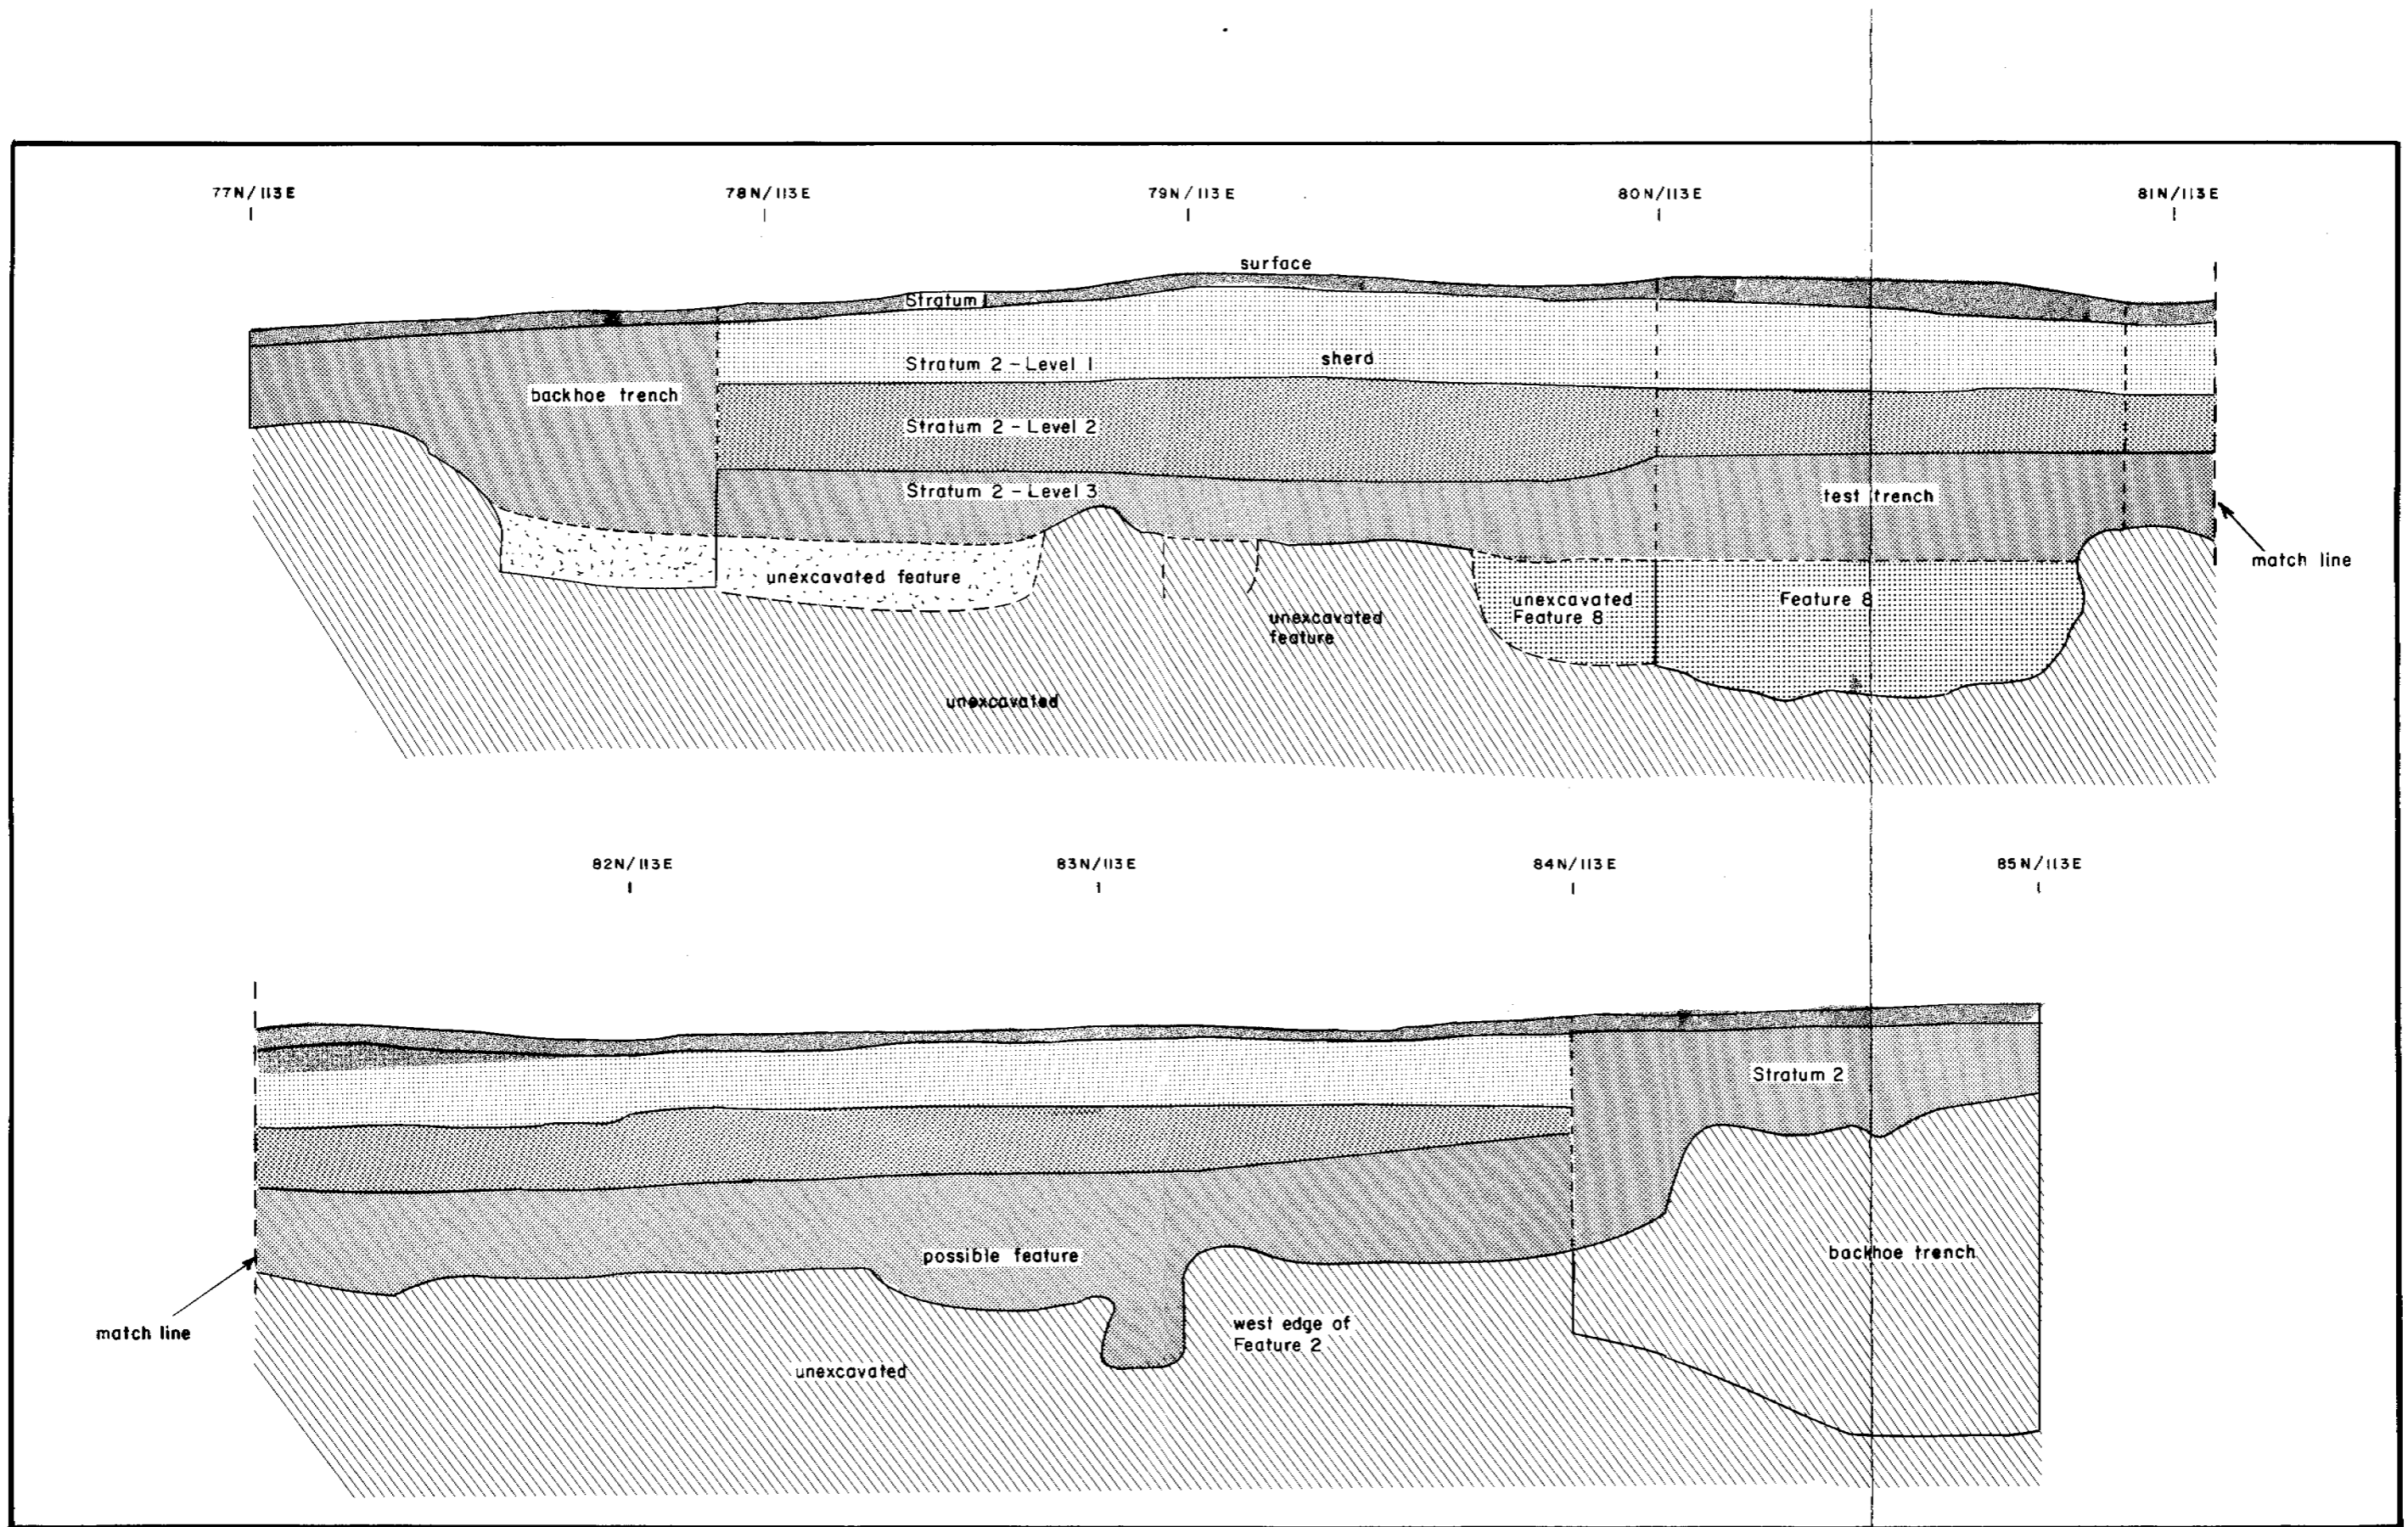 77N/113E
78N/113E
79N/113E
80N/113E
81N/113E
surface
Stratum 1
Stratum 2 - Level 1
sherd
backhoe trench
Stratum 2 - Level 2
Stratum 2 - Level 3
test trench
match line
unexcavated feature
unexcavated
Feature 8
Feature 8
unexcavated
feature
unexcavated
82N/113E
83N/113E
84N/113E
85N/113E
Stratum 2
possible feature
backhoe trench
match line
west edge of
Feature 2
unexcavated